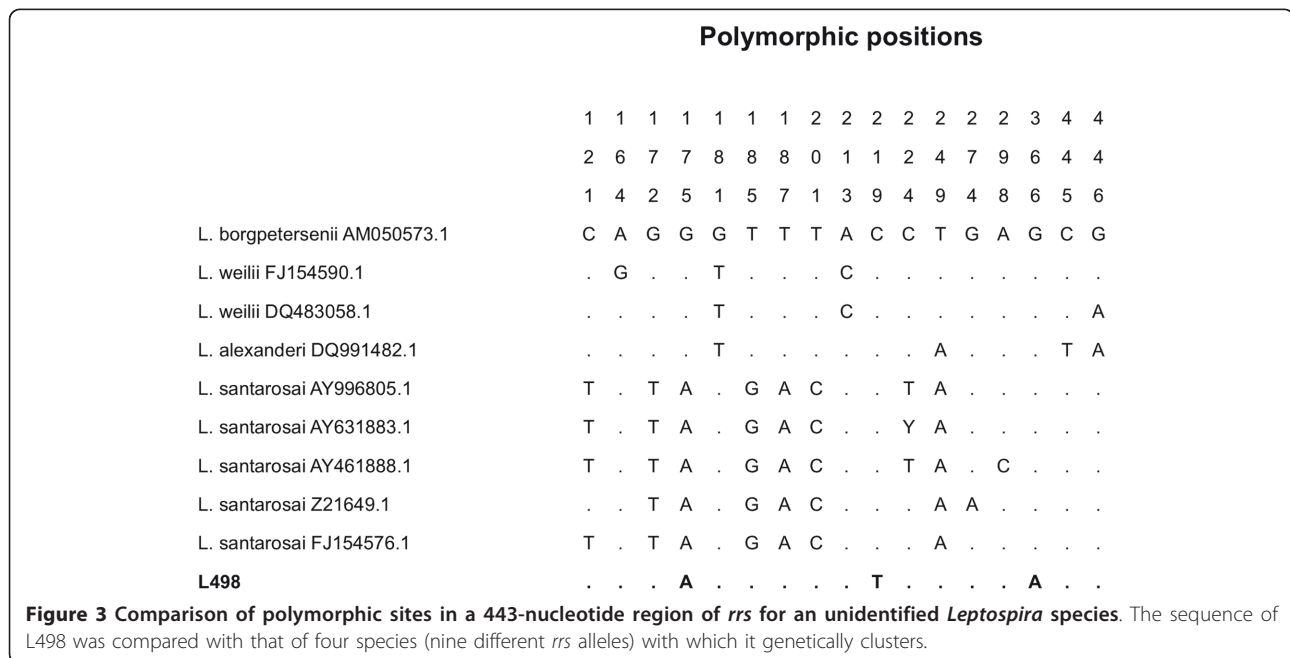 Polymorphic positions
1 1 1 1 1 1 1 2 2 2 2 2 2 2 3 4 4
2 6 7 7 8 8 8 0 1 1 2 4 7 9 6 4 4
1 4 2 5 1 5 7 1 3 9 4 9 4 8 6 5 6
L. borgpetersenii AM050573.1 C A G G G T T T A C C T G A G C G
L. weilii FJ154590.1 . G . . T . . . C . . . . . . . .
L. weilii DQ483058.1 . . . . T . . . C . . . . . . . A
L. alexanderi DQ991482.1 . . . . T . . . . . . A . . . T A
L. santarosai AY996805.1 T . T A . G A C . . T A . . . . .
L. santarosai AY631883.1 T . T A . G A C . . Y A . . . . .
L. santarosai AY461888.1 T . T A . G A C . . T A . C . . .
L. santarosai Z21649.1 . . T A . G A C . . . A A . . . .
L. santarosai FJ154576.1 T . T A . G A C . . . A . . . . .
L498 . . . A . . . . . T . . . . A . .
Figure 3 Comparison of polymorphic sites in a 443-nucleotide region of rrs for an unidentified Leptospira species. The sequence of
L498 was compared with that of four species (nine different rrs alleles) with which it genetically clusters.